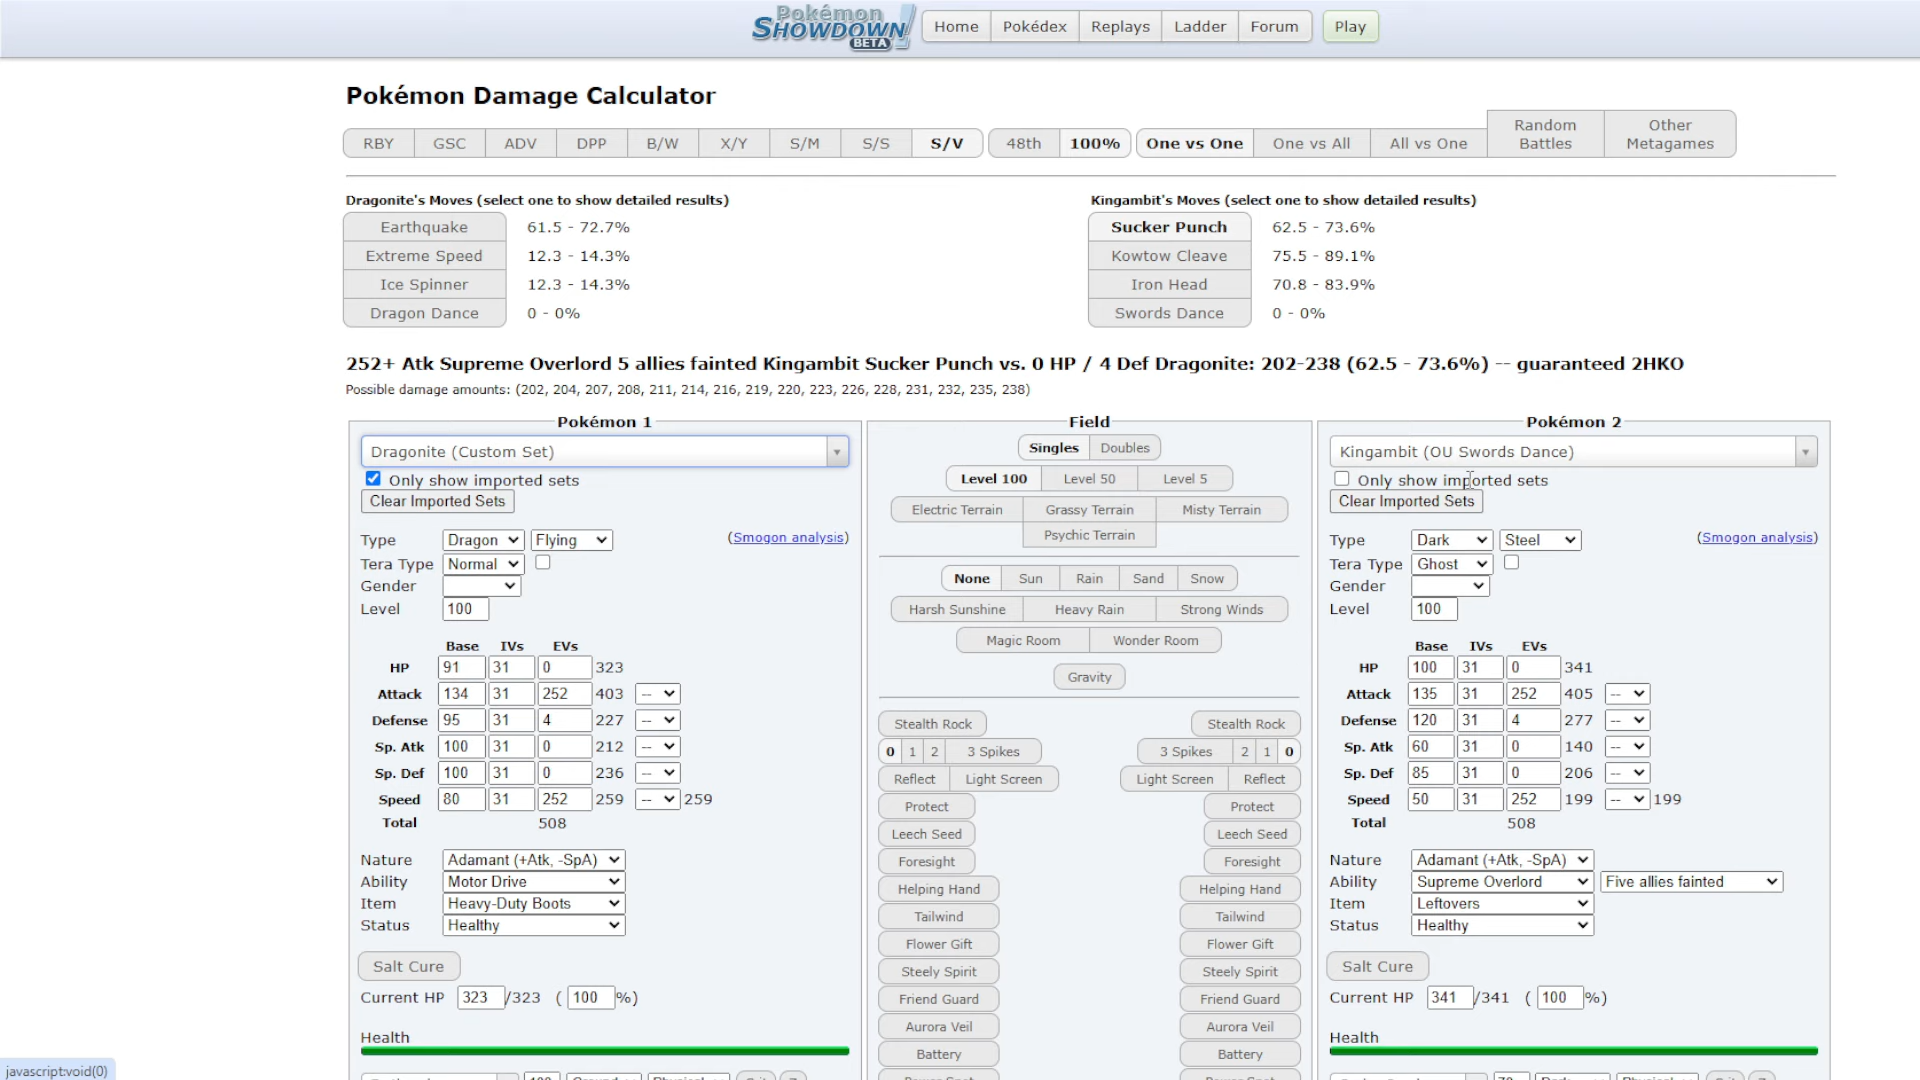 Pokémon
SHOWDOWN
BETA
Home Pokédex Replays Ladder Forum Play
Pokémon Damage Calculator
RBY GSC ADV DPP B/W X/Y S/M S/S S/V 48th 100% One vs One One vs All All vs One Random Battles Other Metagames
Dragonite's Moves (select one to show detailed results) Kingambit's Moves (select one to show detailed results)
Earthquake 61.5 - 72.7% Sucker Punch 62.5 - 73.6%
Extreme Speed 12.3 - 14.3% Kowtow Cleave 75.5 - 89.1%
Ice Spinner 12.3 - 14.3% Iron Head 70.8 - 83.9%
Dragon Dance 0 - 0% Swords Dance 0 - 0%
252+ Atk Supreme Overlord 5 allies fainted Kingambit Sucker Punch vs. 0 HP / 4 Def Dragonite: 202-238 (62.5 - 73.6%) -- guaranteed 2HKO
Possible damage amounts: (202, 204, 207, 208, 211, 214, 216, 219, 220, 223, 226, 228, 231, 232, 235, 238)
Pokémon 1
Dragonite (Custom Set)
Only show imported sets
Clear Imported Sets
Type Dragon Flying (Smogon analysis)
Tera Type Normal
Gender
Level 100
Base IVs EVs
HP 91 31 0 323
Attack 134 31 252 403 --
Defense 95 31 4 227 --
Sp. Atk 100 31 0 212 --
Sp. Def 100 31 0 236 --
Speed 80 31 252 259 -- 259
Total 508
Nature Adamant (+Atk, -SpA)
Ability Motor Drive
Item Heavy-Duty Boots
Status Healthy
Salt Cure
Current HP 323 /323 ( 100 %)
Health
Field
Singles Doubles
Level 100 Level 50 Level 5
Electric Terrain Grassy Terrain Misty Terrain
Psychic Terrain
None Sun Rain Sand Snow
Harsh Sunshine Heavy Rain Strong Winds
Magic Room Wonder Room
Gravity
Stealth Rock Stealth Rock
0 1 2 3 Spikes 3 Spikes 2 1 0
Reflect Light Screen Light Screen Reflect
Protect Protect
Leech Seed Leech Seed
Foresight Foresight
Helping Hand Helping Hand
Tailwind Tailwind
Flower Gift Flower Gift
Steely Spirit Steely Spirit
Friend Guard Friend Guard
Aurora Veil Aurora Veil
Battery Battery
Pokémon 2
Kingambit (OU Swords Dance)
Only show imported sets
Clear Imported Sets
Type Dark Steel (Smogon analysis)
Tera Type Ghost
Gender
Level 100
Base IVs EVs
HP 100 31 0 341
Attack 135 31 252 405 --
Defense 120 31 4 277 --
Sp. Atk 60 31 0 140 --
Sp. Def 85 31 0 206 --
Speed 50 31 252 199 -- 199
Total 508
Nature Adamant (+Atk, -SpA)
Ability Supreme Overlord Five allies fainted
Item Leftovers
Status Healthy
Salt Cure
Current HP 341 /341 ( 100 %)
Health
javascript:void(0)